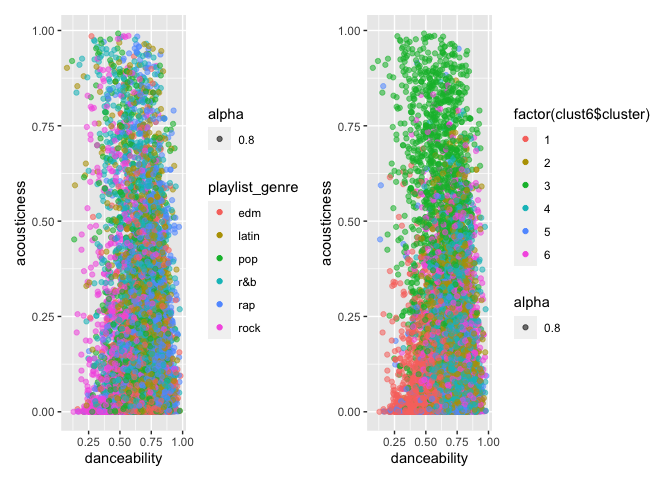 1.00
0.75
0.50
0.25
0.00
acousticness
0.25 0.50 0.75 1.00
danceability
alpha
0.8
playlist_genre
edm
latin
pop
r&b
rap
rock
1.00
0.75
0.50
0.25
0.00
acousticness
0.25 0.50 0.75 1.00
danceability
factor(clust6$cluster)
1
2
3
4
5
6
alpha
0.8